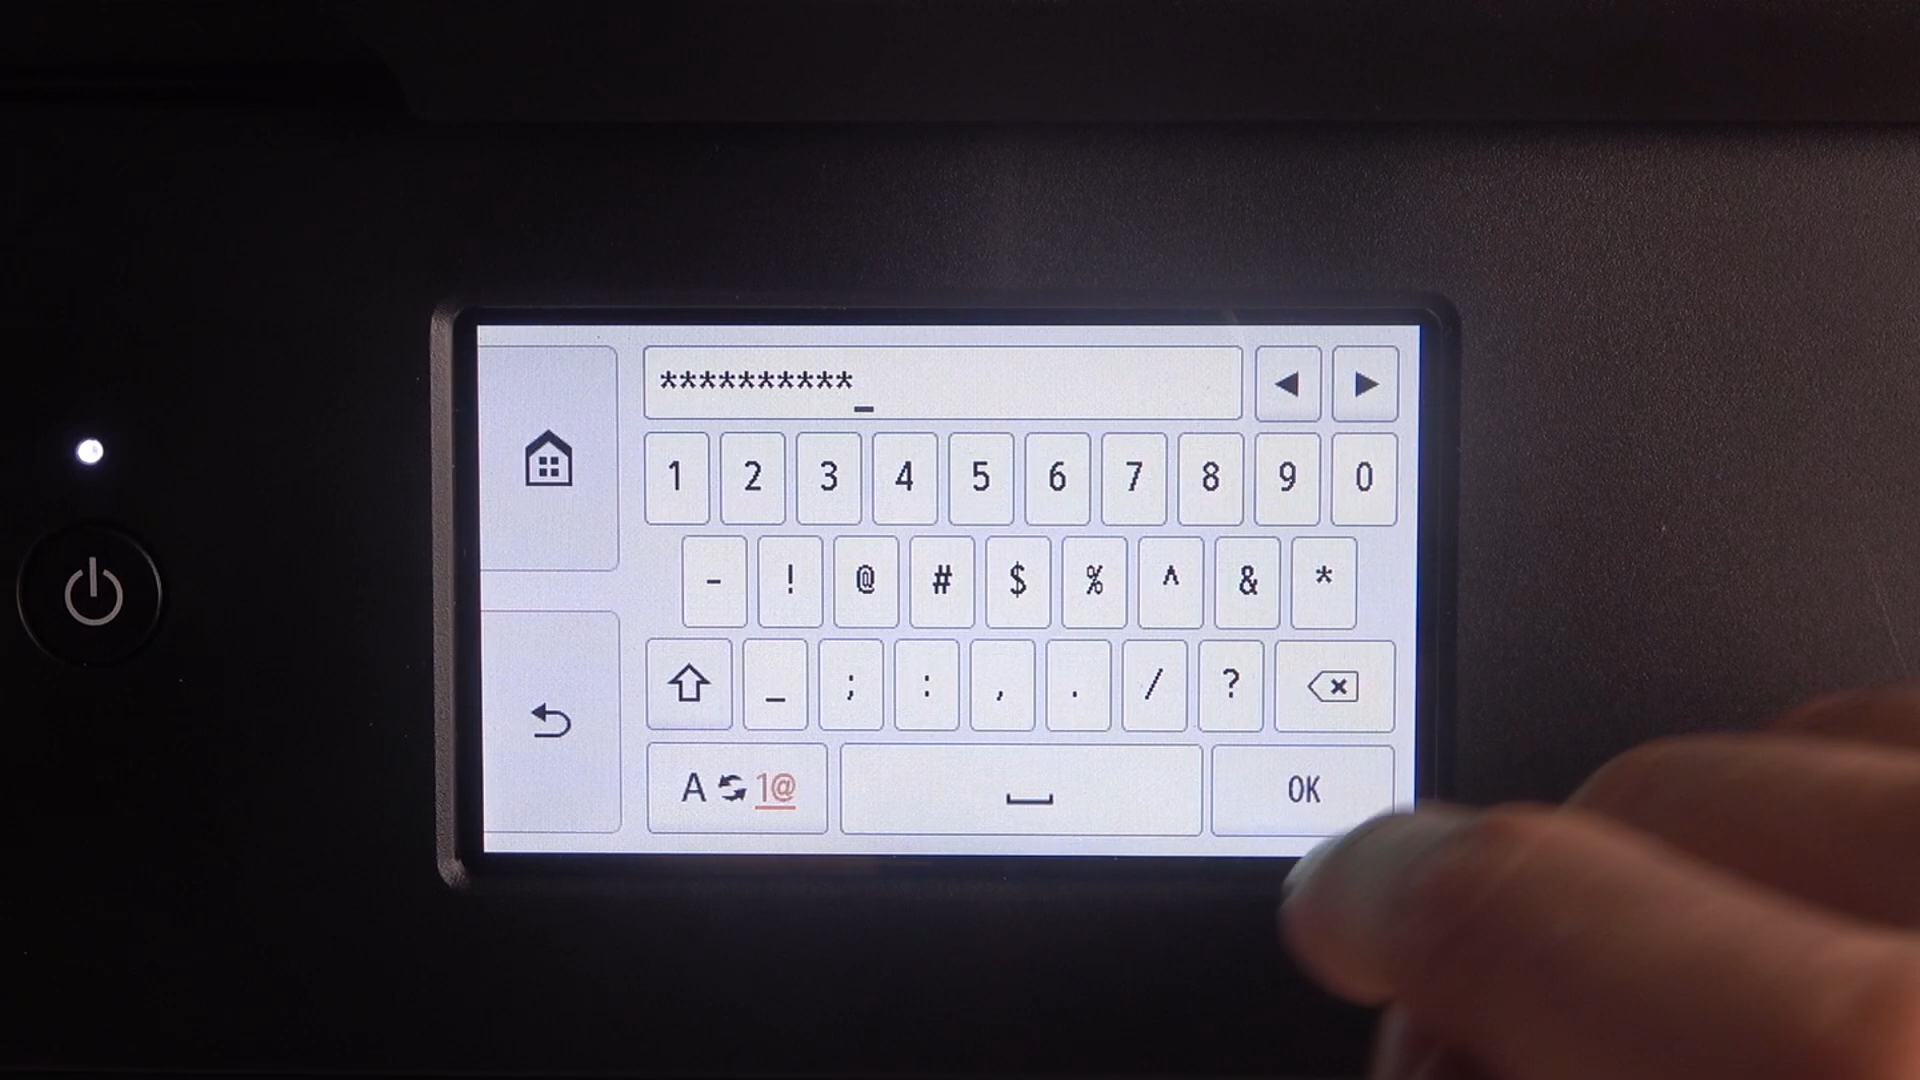 **********_
1 2 3 4 5 6 7 8 9 0
- ! @ # $ % ^ & *
_ ; : , . / ?
A 1@ OK